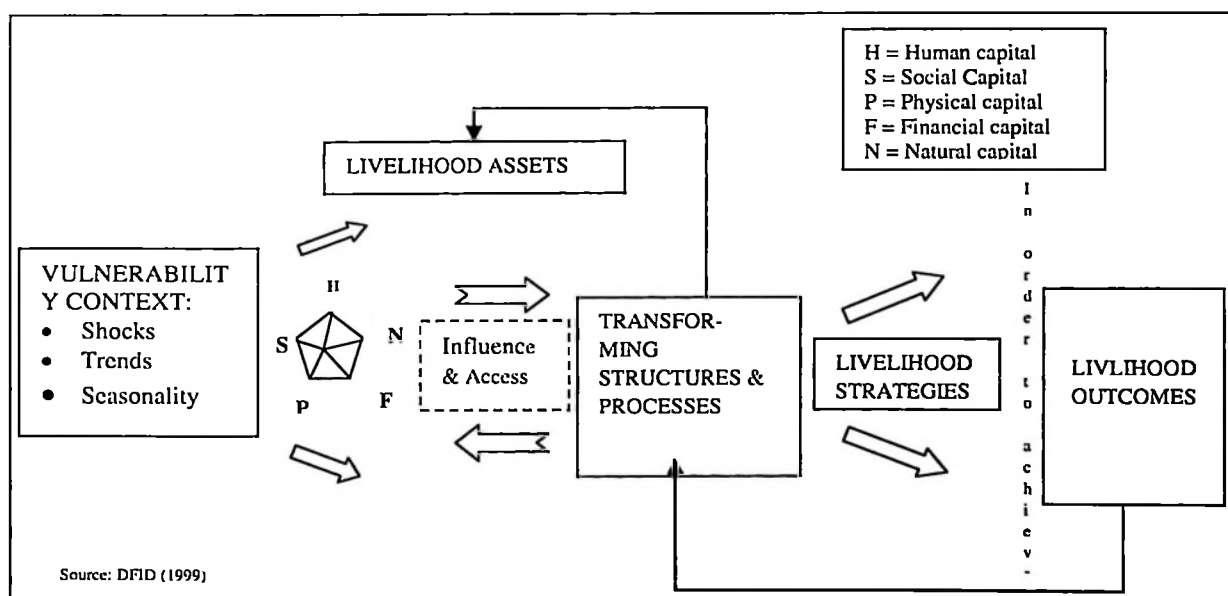 H = Human capital
S = Social Capital
P = Physical capital
F = Financial capital
N = Natural capital
LIVELIHOOD ASSETS
VULNERABILIT
Y CONTEXT:
• Shocks
• Trends
• Seasonality
H
S
N
P
F
Influence
& Access
TRANSFOR-
MING
STRUCTURES &
PROCESSES
LIVELIHOOD
STRATEGIES
In order to achiev-
LIVLIHOOD
OUTCOMES
Source: DFID (1999)